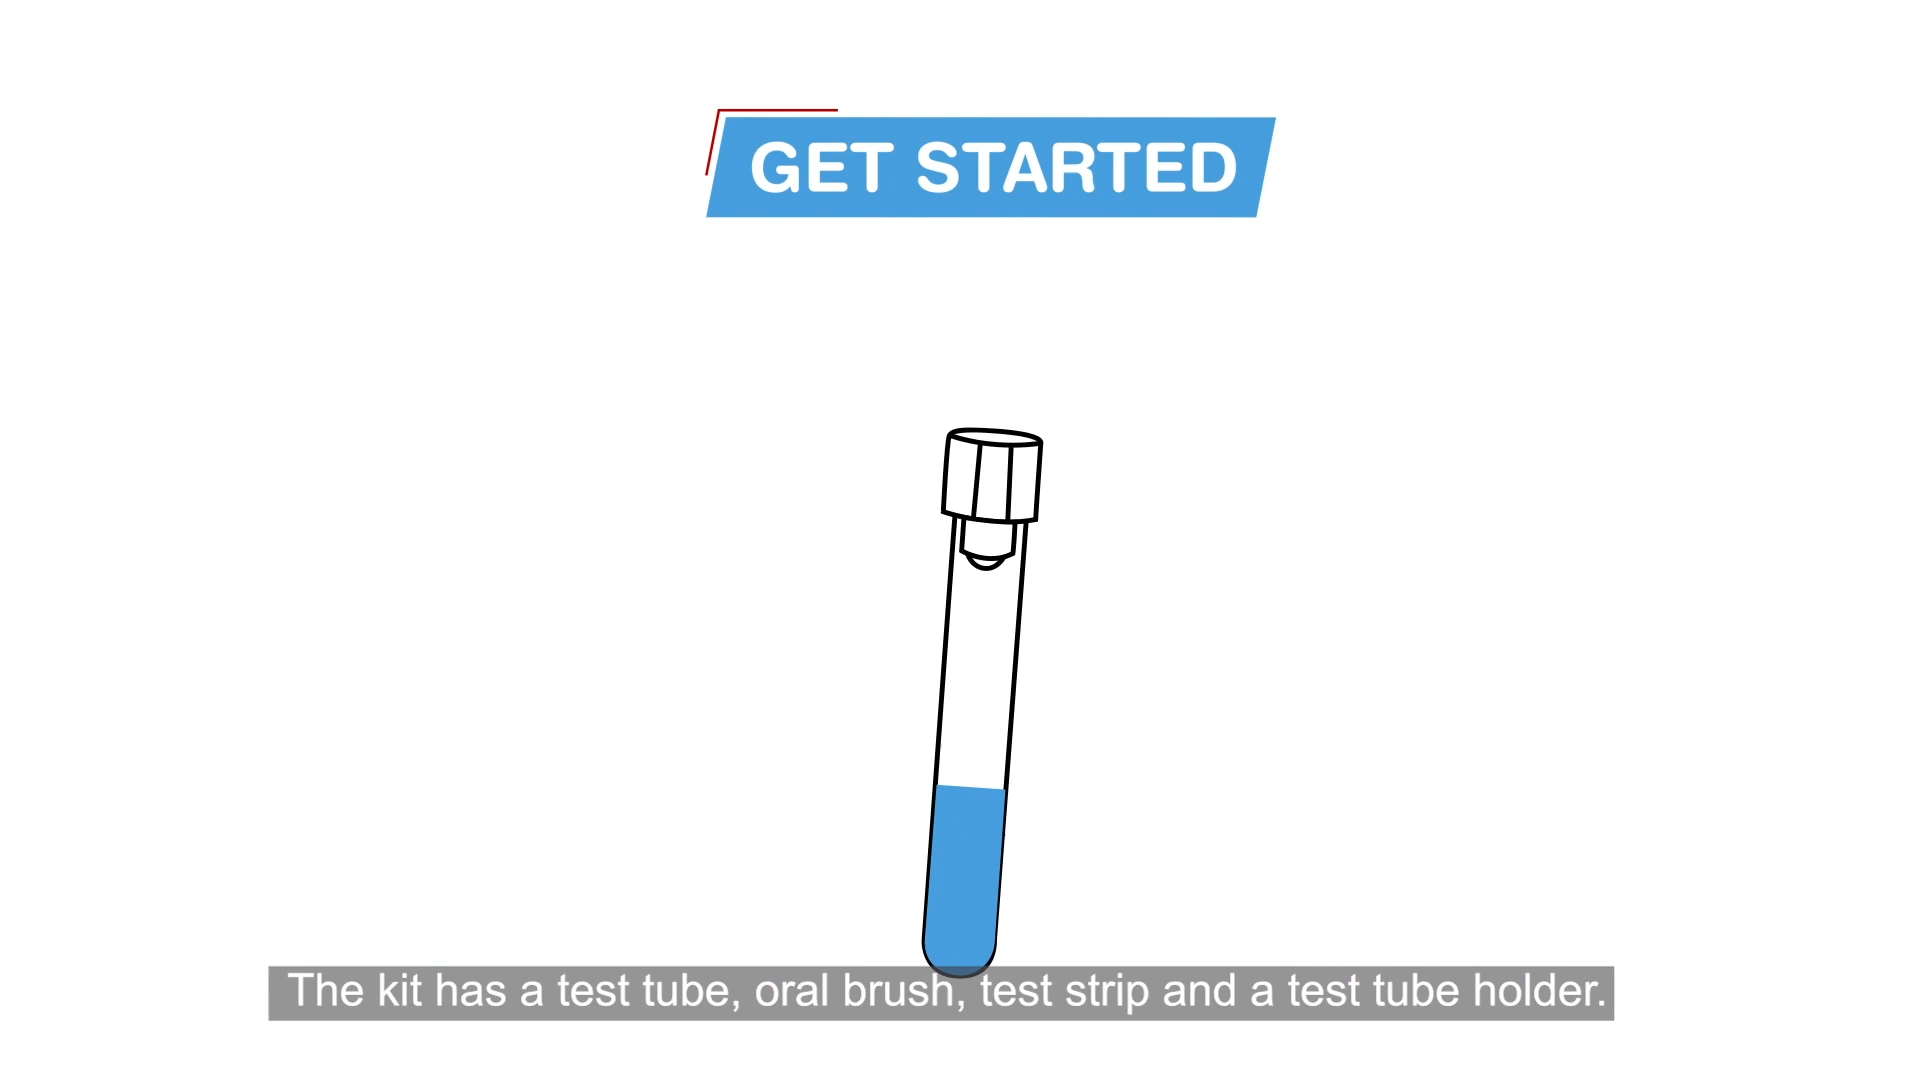 GET STARTED
The kit has a test tube, oral brush, test strip and a test tube holder.